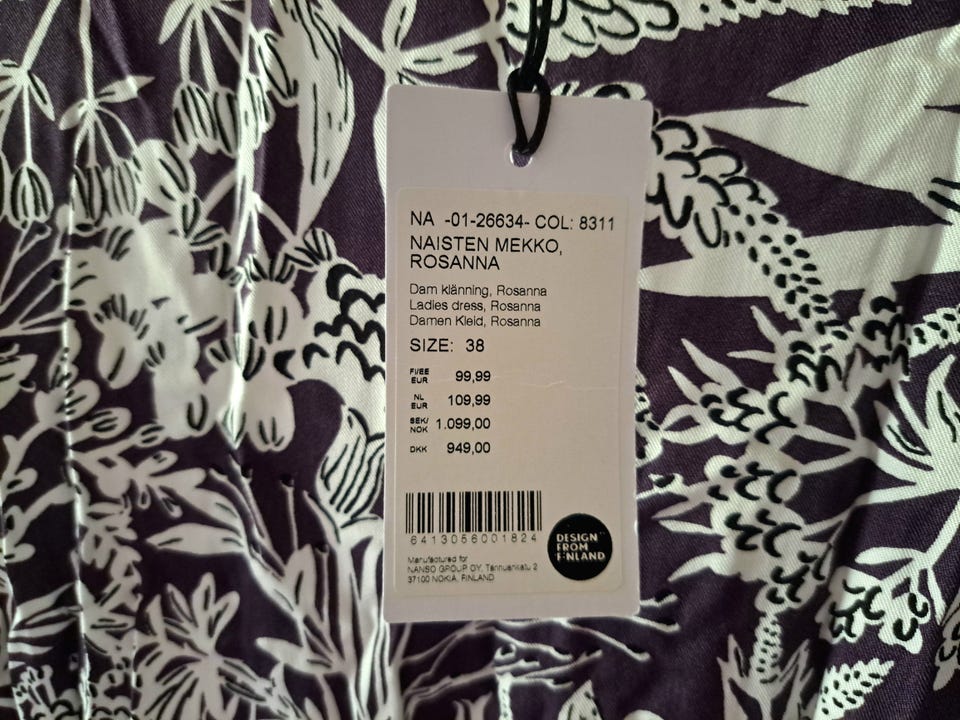 NA -01-26634- COL: 8311
NAISTEN MEKKO,
ROSANNA
Dam klänning, Rosanna
Ladies dress, Rosanna
Damen Kleid, Rosanna
SIZE: 38
FI/EE
EUR 99,99
NL
EUR 109,99
SEK/
NOK 1.099,00
DKK 949,00
6413056001824
DESIGN
FROM
FINLAND
Manufactured for
NANSO GROUP OY, Tannuankatu 2
37100 NOKIA, FINLAND